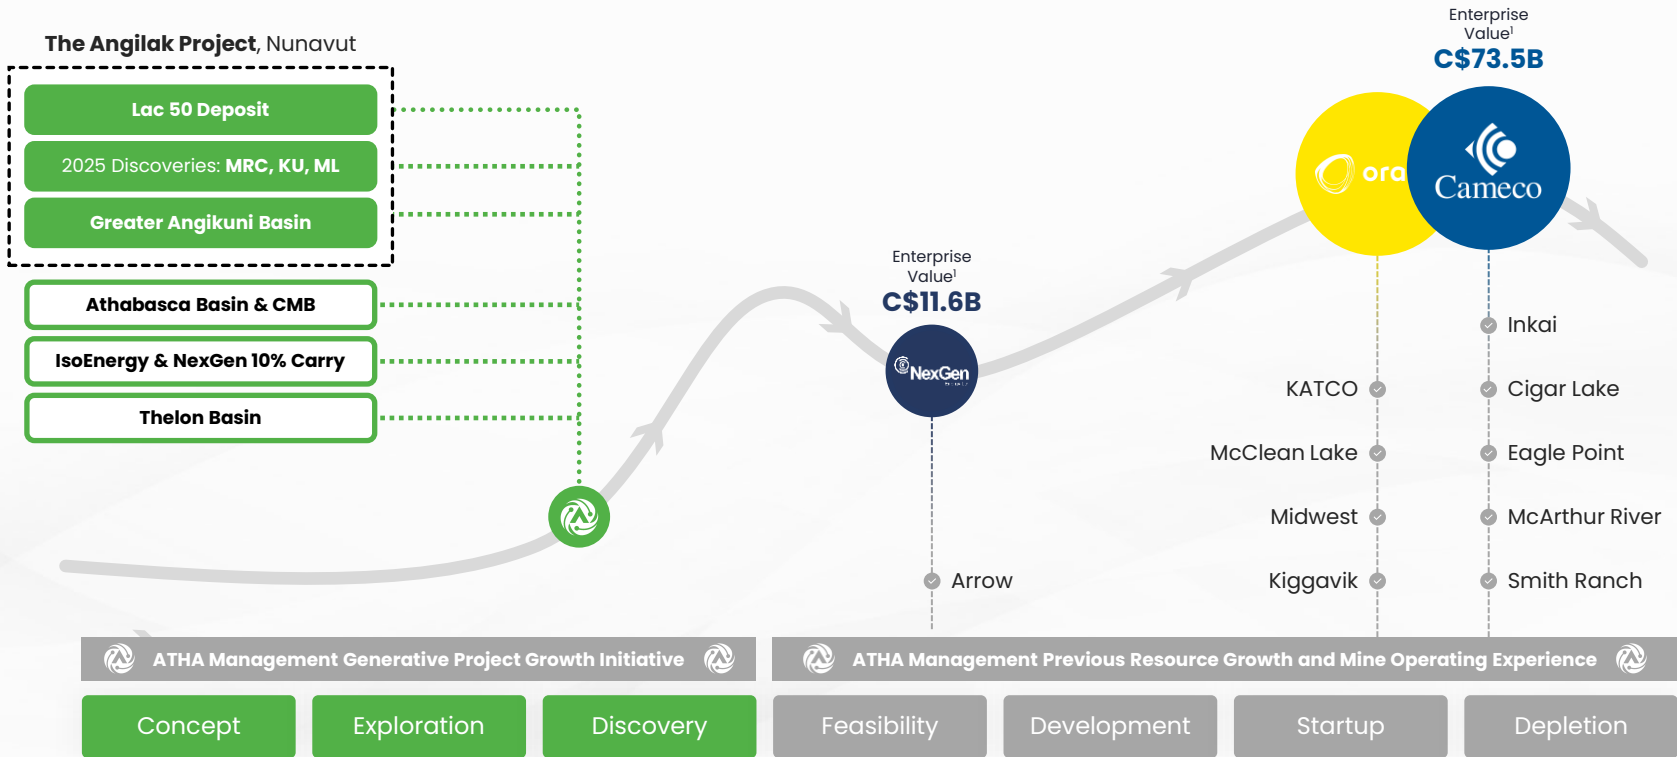 The Angilak Project, Nunavut
Lac 50 Deposit
2025 Discoveries: MRC, KU, ML
Greater Angikuni Basin
Athabasca Basin & CMB
IsoEnergy & NexGen 10% Carry
Thelon Basin
Enterprise
Value¹
C$11.6B
NexGen
Arrow
Enterprise
Value¹
C$73.5B
ora
Cameco
KATCO
McClean Lake
Midwest
Kiggavik
Inkai
Cigar Lake
Eagle Point
McArthur River
Smith Ranch
ATHA Management Generative Project Growth Initiative
ATHA Management Previous Resource Growth and Mine Operating Experience
Concept
Exploration
Discovery
Feasibility
Development
Startup
Depletion